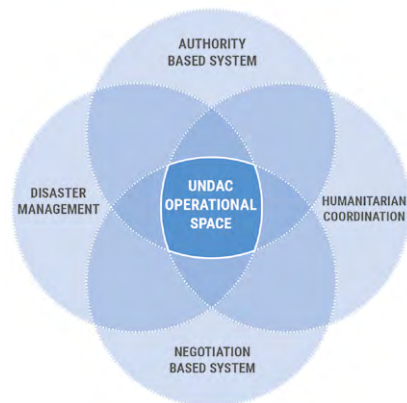 AUTHORITY
BASED SYSTEM
DISASTER
MANAGEMENT
UNDAC
OPERATIONAL
SPACE
HUMANITARIAN
COORDINATION
NEGOTIATION
BASED SYSTEM